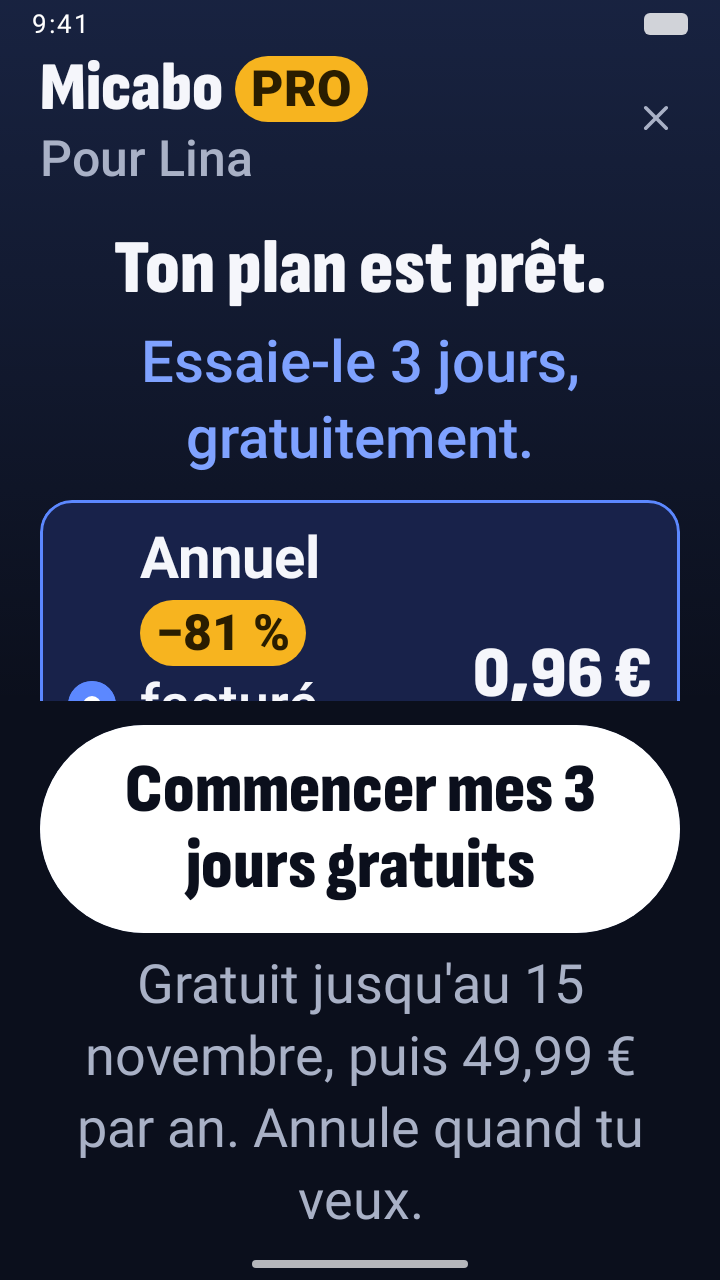 9:41
Micabo PRO
Pour Lina
Ton plan est prêt.
Essaie-le 3 jours,
gratuitement.
Annuel
−81 %
0,96 €
facturé
Commencer mes 3
jours gratuits
Gratuit jusqu'au 15
novembre, puis 49,99 €
par an. Annule quand tu
veux.